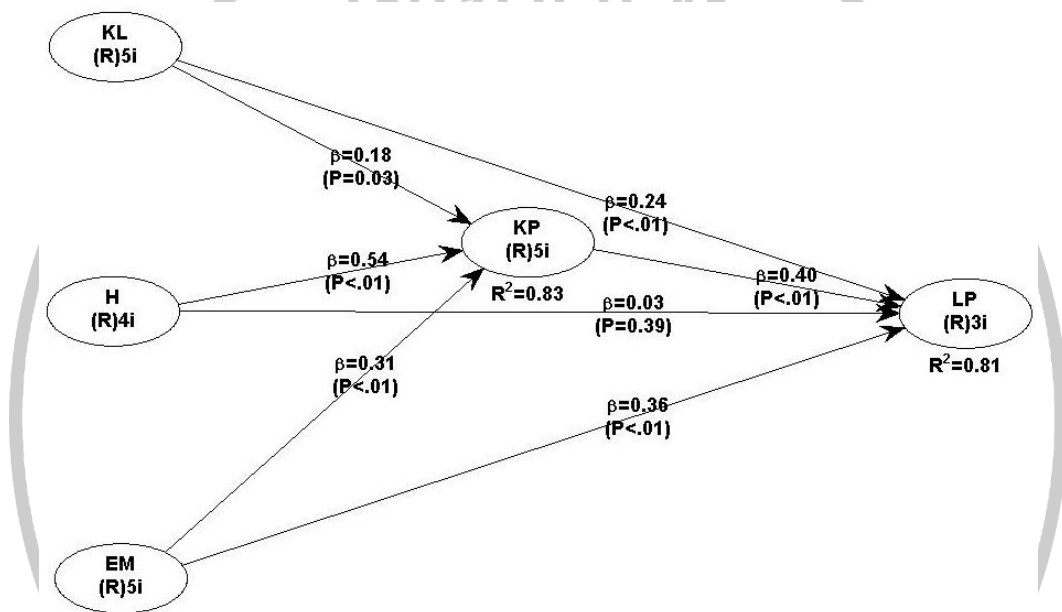 KL
(R)5i
β=0.18
(P=0.03)
β=0.24
(P<.01)
KP
(R)5i
R²=0.83
β=0.54
(P<.01)
β=0.40
(P<.01)
H
(R)4i
β=0.03
(P=0.39)
LP
(R)3i
R²=0.81
β=0.31
(P<.01)
β=0.36
(P<.01)
EM
(R)5i